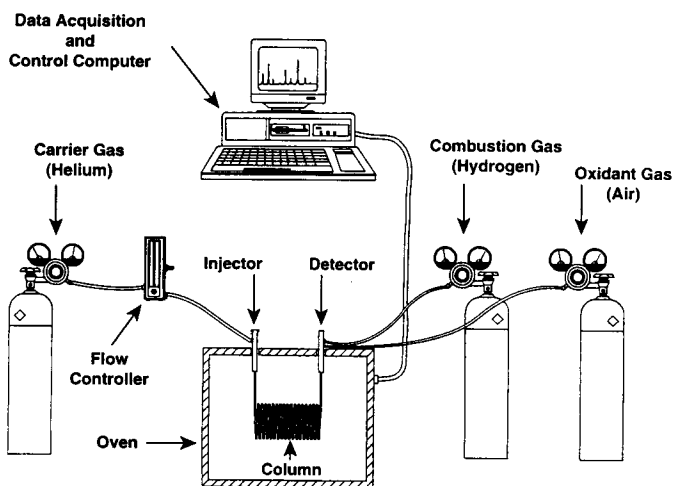 Data Acquisition
and
Control Computer
Carrier Gas
(Helium)
Combustion Gas
(Hydrogen)
Oxidant Gas
(Air)
Injector
Detector
Flow
Controller
Oven
Column